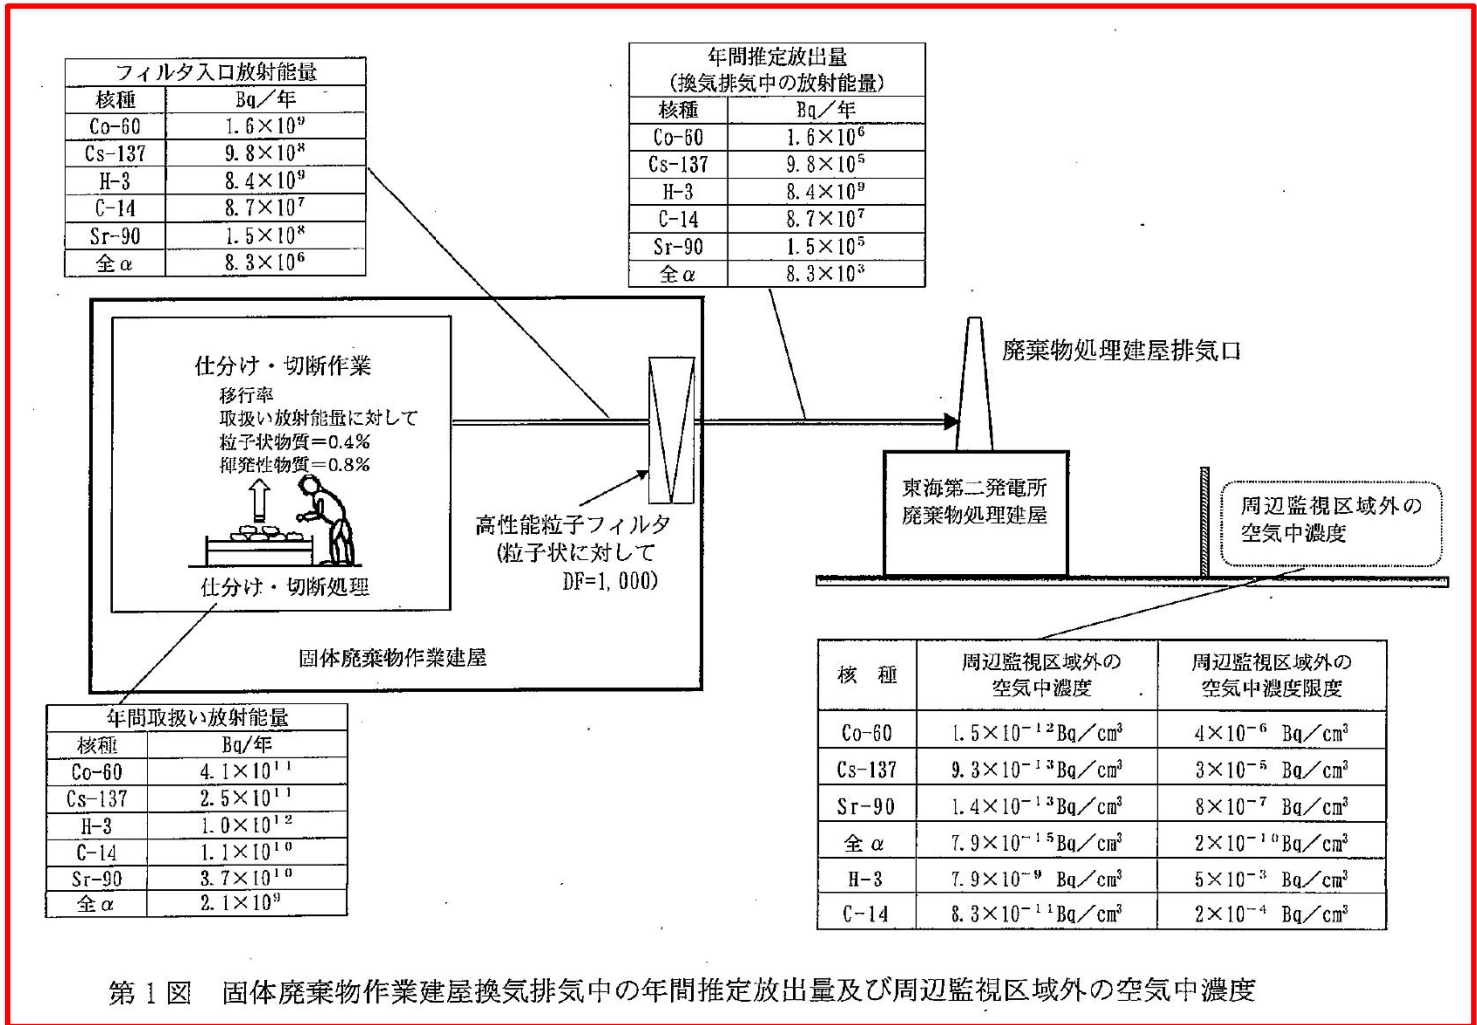 フィルタ入口放射能量
核種 Bq／年
Co-60 1.6×10⁹
Cs-137 9.8×10⁸
H-3 8.4×10⁹
C-14 8.7×10⁷
Sr-90 1.5×10⁸
全α 8.3×10⁶
年間推定放出量
(換気排気中の放射能量)
核種 Bq／年
Co-60 1.6×10⁶
Cs-137 9.8×10⁵
H-3 8.4×10⁹
C-14 8.7×10⁷
Sr-90 1.5×10⁵
全α 8.3×10³
仕分け・切断作業
移行率
取扱い放射能量に対して
粒子状物質＝0.4%
揮発性物質＝0.8%
仕分け・切断処理
高性能粒子フィルタ
(粒子状に対して
DF=1,000)
固体廃棄物作業建屋
廃棄物処理建屋排気口
東海第二発電所
廃棄物処理建屋
周辺監視区域外の
空気中濃度
年間取扱い放射能量
核種 Bq/年
Co-60 4.1×10¹¹
Cs-137 2.5×10¹¹
H-3 1.0×10¹²
C-14 1.1×10¹⁰
Sr-90 3.7×10¹⁰
全α 2.1×10⁹
核種 周辺監視区域外の 周辺監視区域外の
空気中濃度 空気中濃度限度
Co-60 1.5×10⁻¹²Bq／cm³ 4×10⁻⁶ Bq／cm³
Cs-137 9.3×10⁻¹³Bq／cm³ 3×10⁻⁵ Bq／cm³
Sr-90 1.4×10⁻¹³Bq／cm³ 8×10⁻⁷ Bq／cm³
全α 7.9×10⁻¹⁵Bq／cm³ 2×10⁻¹⁰Bq／cm³
H-3 7.9×10⁻⁹ Bq／cm³ 5×10⁻³ Bq／cm³
C-14 8.3×10⁻¹¹Bq／cm³ 2×10⁻⁴ Bq／cm³
第1図 固体廃棄物作業建屋換気排気中の年間推定放出量及び周辺監視区域外の空気中濃度